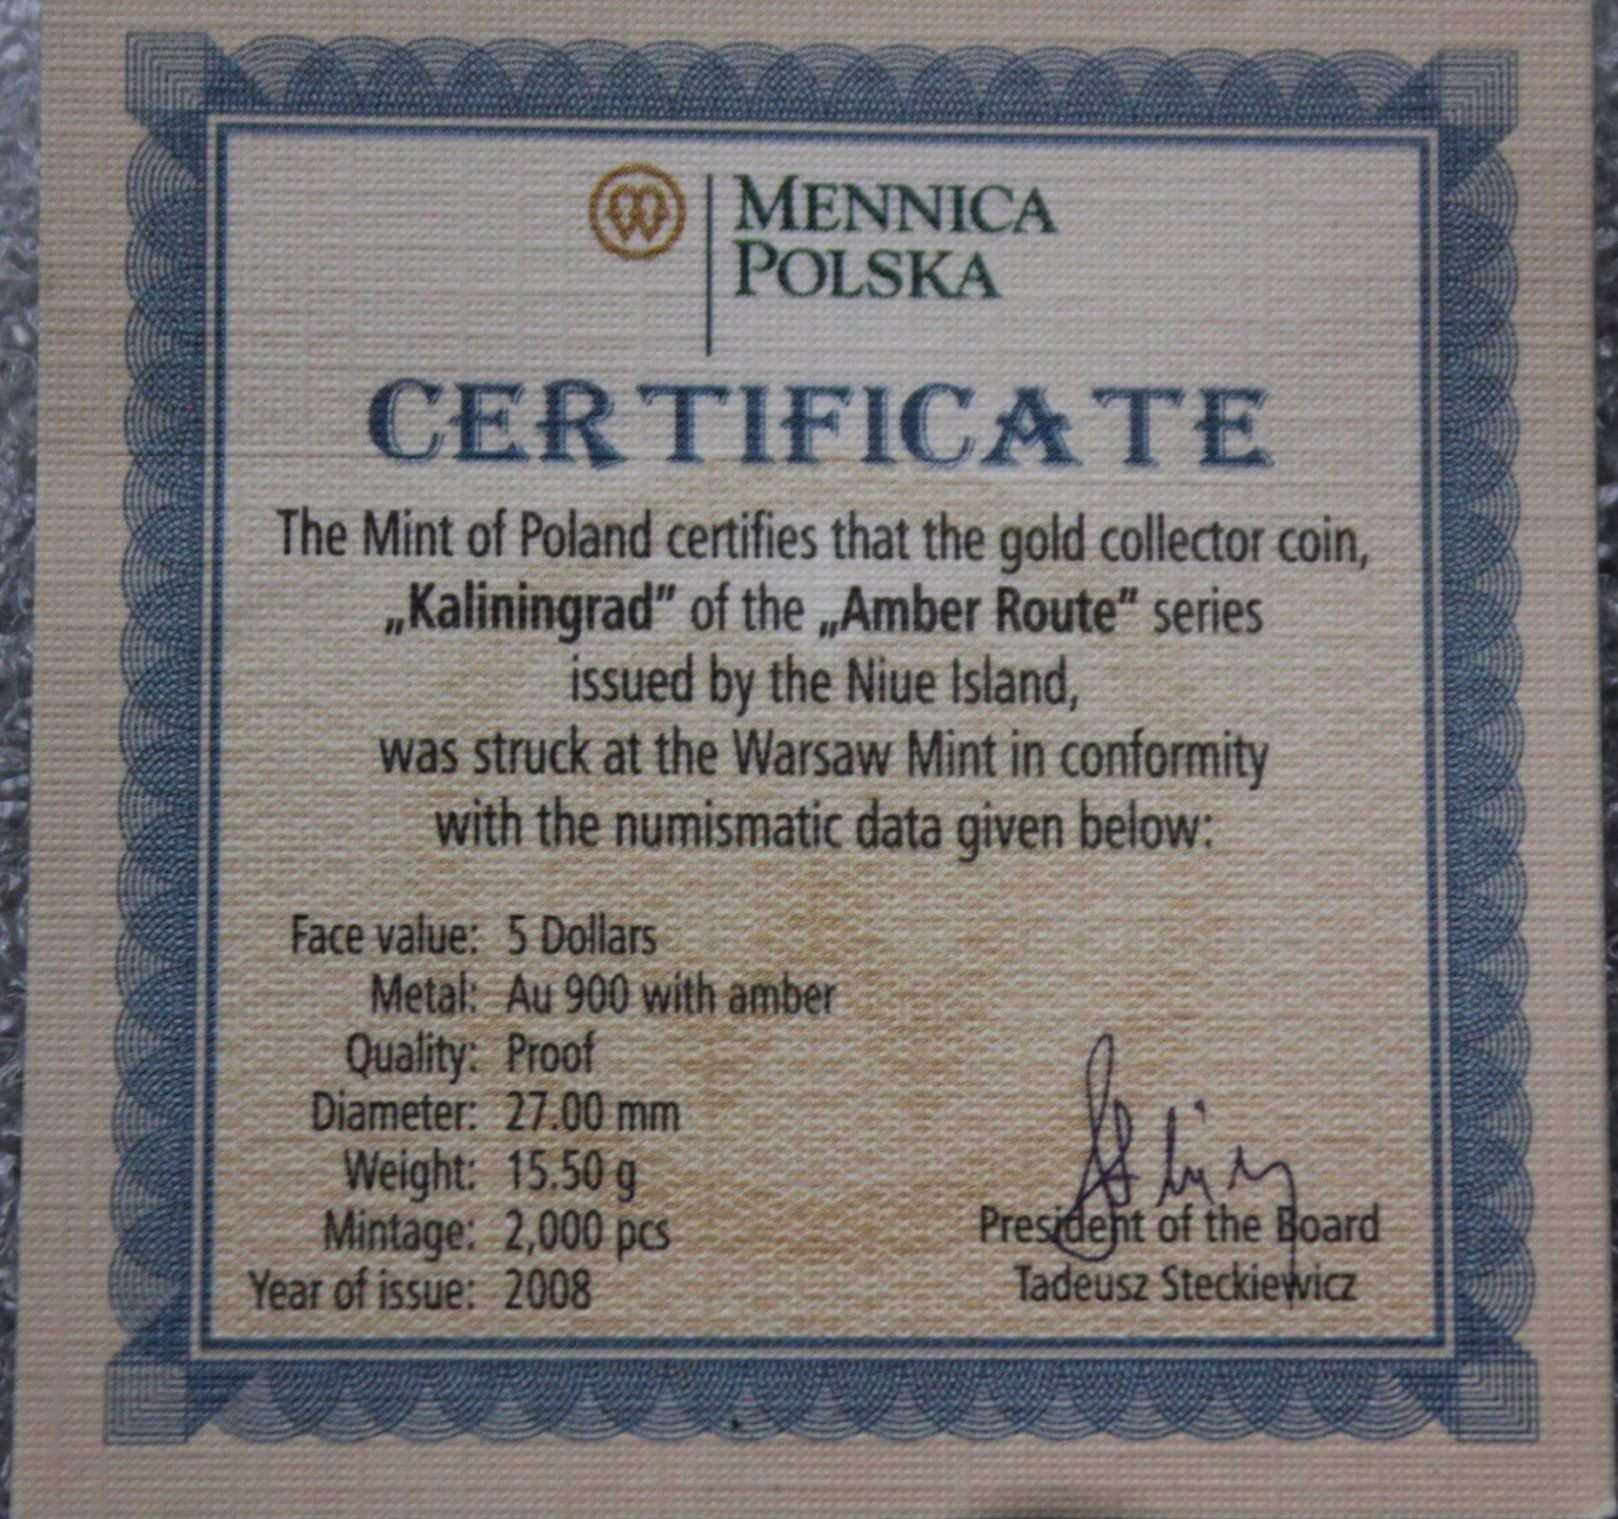 MENNICA
POLSKA
CERTIFICATE
The Mint of Poland certifies that the gold collector coin,
„Kaliningrad” of the „Amber Route” series
issued by the Niue Island,
was struck at the Warsaw Mint in conformity
with the numismatic data given below:
Face value: 5 Dollars
Metal: Au 900 with amber
Quality: Proof
Diameter: 27.00 mm
Weight: 15.50 g
Mintage: 2,000 pcs
Year of issue: 2008
President of the Board
Tadeusz Steckiewicz